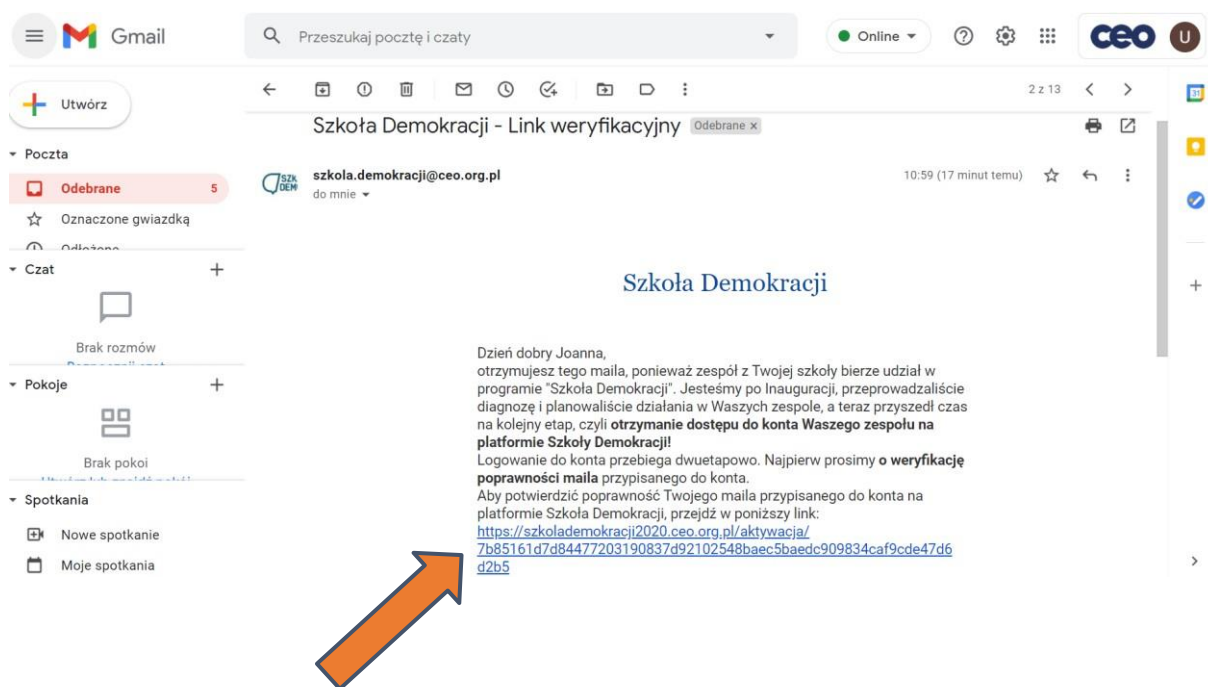 Gmail
Przeszukaj pocztę i czaty
Online
ceo
U
Utwórz
2 z 13
31
Szkoła Demokracji - Link weryfikacyjny Odebrane x
Poczta
Odebrane 5
SZK
DEM
szkola.demokracji@ceo.org.pl
10:59 (17 minut temu)
do mnie
Oznaczone gwiazdką
Odłożone
Czat
Szkoła Demokracji
Brak rozmów
Dzień dobry Joanna,
otrzymujesz tego maila, ponieważ zespół z Twojej szkoły bierze udział w
programie "Szkoła Demokracji". Jesteśmy po Inauguracji, przeprowadzaliście
diagnozę i planowaliście działania w Waszych zespole, a teraz przyszedł czas
na kolejny etap, czyli otrzymanie dostępu do konta Waszego zespołu na
platformie Szkoły Demokracji!
Logowanie do konta przebiega dwuetapowo. Najpierw prosimy o weryfikację
poprawności maila przypisanego do konta.
Aby potwierdzić poprawność Twojego maila przypisanego do konta na
platformie Szkoła Demokracji, przejdź w poniższy link:
https://szkolademokracji2020.ceo.org.pl/aktywacja/
7b85161d7d84477203190837d92102548baec5baedc909834caf9cde47d6
d2b5
Pokoje
Brak pokoi
Spotkania
Nowe spotkanie
Moje spotkania